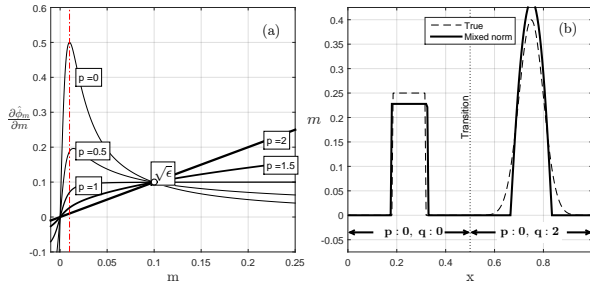 (a)
0.5
0.4
0.3
0.2
0.1
0
-0.1
∂φ̂m/∂m
p =0
p =0.5
p =1
√ϵ
p =2
p =1.5
0 0.05 0.1 0.15 0.2 0.25
m
(b)
True
Mixed norm
0.4
0.35
0.3
0.25
0.2
0.15
0.1
0.05
0
-0.05
m
Transition
p : 0, q : 0
p : 0, q : 2
0 0.2 0.4 0.6 0.8
x